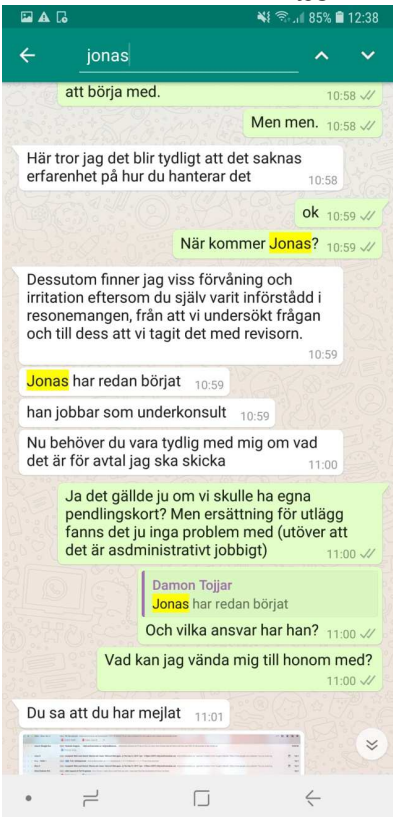 85% 12:38
jonas
att börja med.
10:58
Men men. 10:58
Här tror jag det blir tydligt att det saknas
erfarenhet på hur du hanterar det
10:58
ok 10:59
När kommer Jonas? 10:59
Dessutom finner jag viss förvåning och
irritation eftersom du själv varit införstådd i
resonemangen, från att vi undersökt frågan
och till dess att vi tagit det med revisorn.
10:59
Jonas har redan börjat 10:59
han jobbar som underkonsult 10:59
Nu behöver du vara tydlig med mig om vad
det är för avtal jag ska skicka
11:00
Ja det gällde ju om vi skulle ha egna
pendlingskort? Men ersättning för utlägg
fanns det ju inga problem med (utöver att
det är asdministrativt jobbigt)
11:00
Damon Tojjar
Jonas har redan börjat
Och vilka ansvar har han? 11:00
Vad kan jag vända mig till honom med?
11:00
Du sa att du har mejlat 11:01